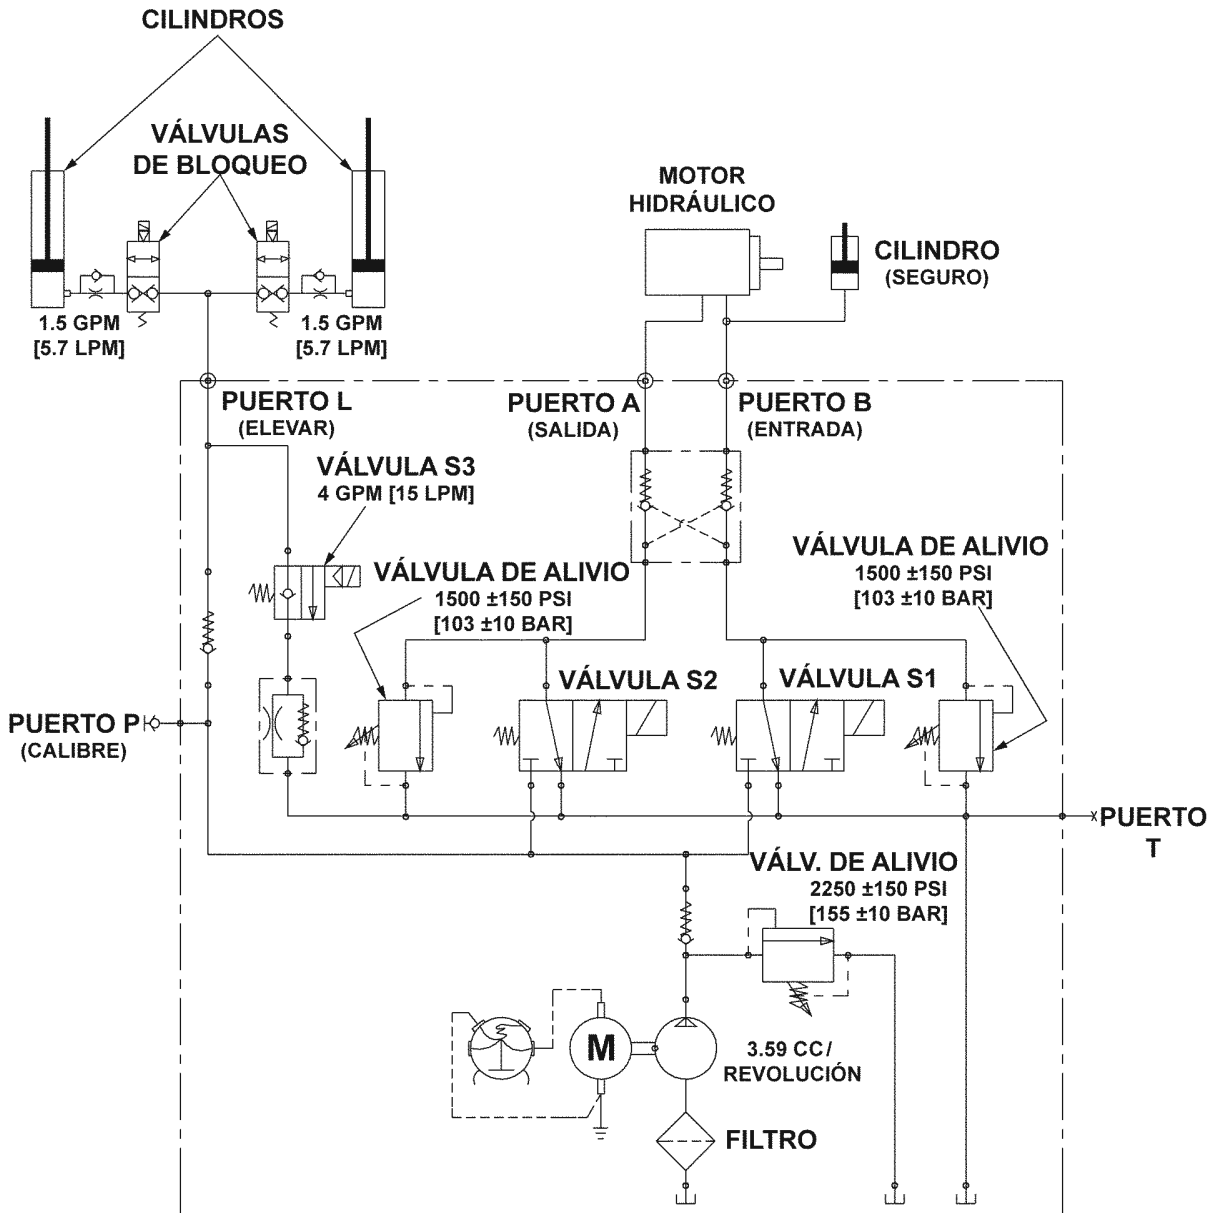 CILINDROS
VÁLVULAS
DE BLOQUEO
MOTOR
HIDRÁULICO
CILINDRO
(SEGURO)
1.5 GPM
[5.7 LPM]
1.5 GPM
[5.7 LPM]
PUERTO L
(ELEVAR)
PUERTO A
(SALIDA)
PUERTO B
(ENTRADA)
VÁLVULA S3
4 GPM [15 LPM]
VÁLVULA DE ALIVIO
1500 ±150 PSI
[103 ±10 BAR]
VÁLVULA DE ALIVIO
1500 ±150 PSI
[103 ±10 BAR]
VÁLVULA S2
VÁLVULA S1
PUERTO P
(CALIBRE)
PUERTO
T
VÁLV. DE ALIVIO
2250 ±150 PSI
[155 ±10 BAR]
M
3.59 CC/
REVOLUCIÓN
FILTRO